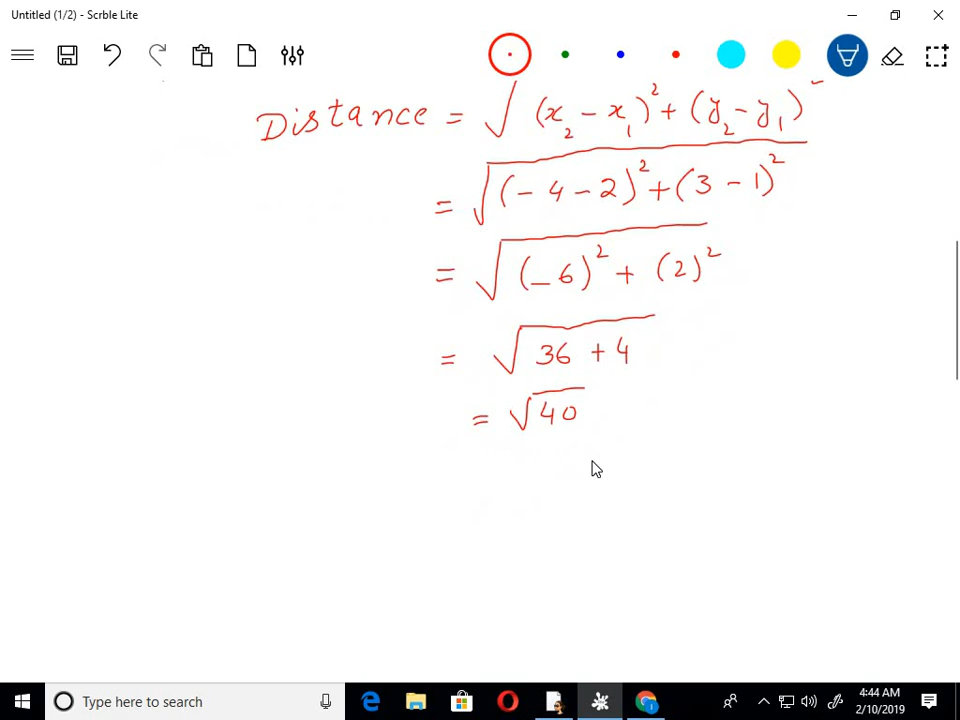 Untitled (1/2) - Scrble Lite
Distance = √(x₂ - x₁)² + (y₂ - y₁)²
= √(-4-2)² + (3-1)²
= √(_6)² + (2)²
= √36 + 4
= √40
Type here to search
4:44 AM
2/10/2019